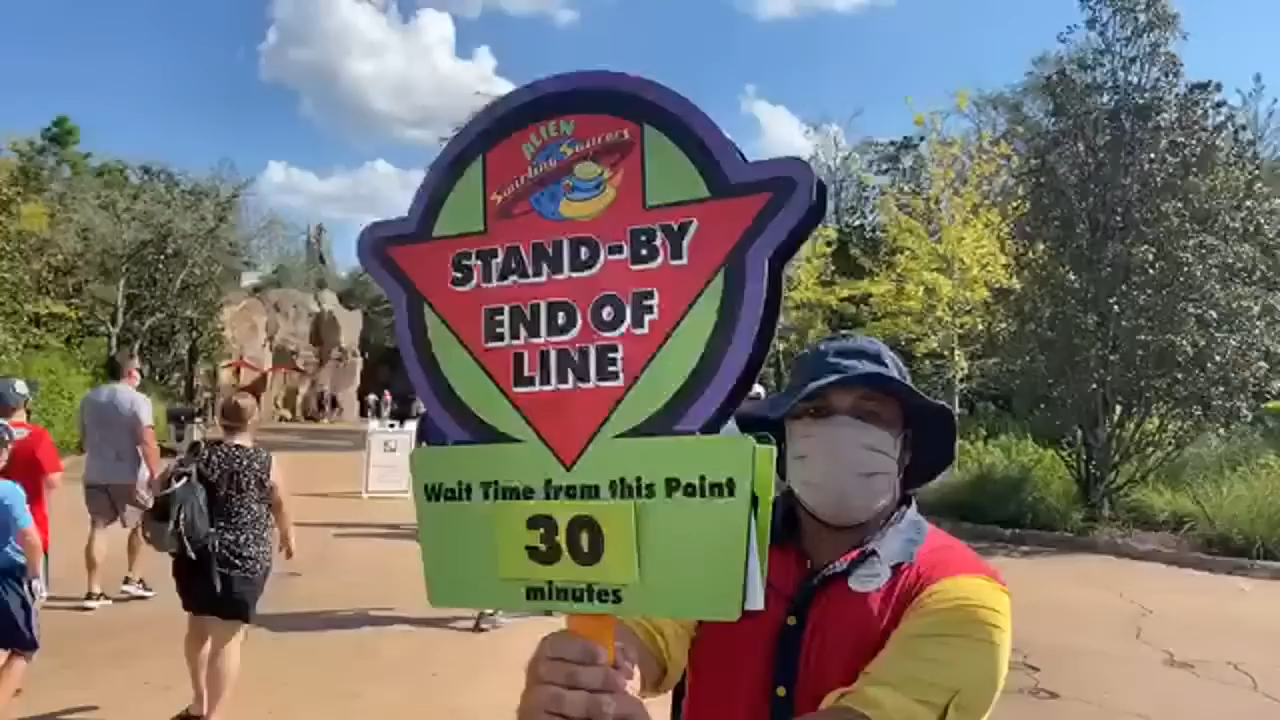 ALIEN
Swirling Saucers
STAND-BY
END OF
LINE
Wait Time from this Point
30
minutes